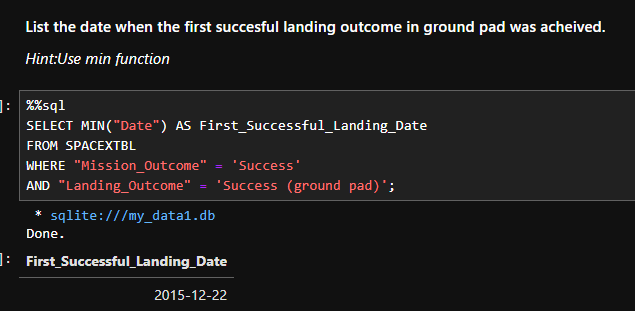 List the date when the first succesful landing outcome in ground pad was acheived.
Hint:Use min function
]: %%sql
SELECT MIN("Date") AS First_Successful_Landing_Date
FROM SPACEXTBL
WHERE "Mission_Outcome" = 'Success'
AND "Landing_Outcome" = 'Success (ground pad)';
* sqlite:///my_data1.db
Done.
]: First_Successful_Landing_Date
2015-12-22